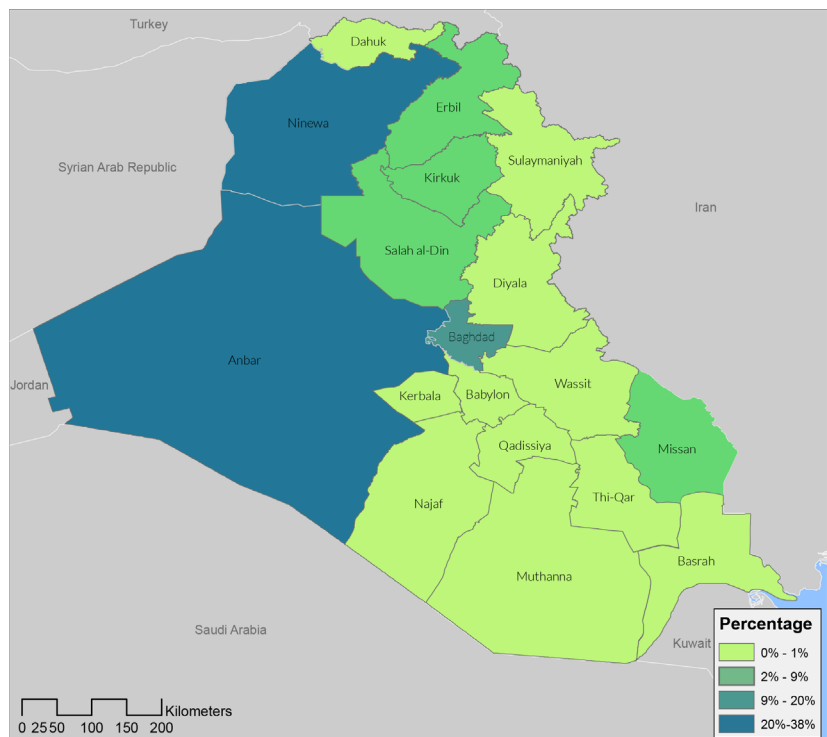 Turkey
Dahuk
Erbil
Ninewa
Sulaymaniyah
Syrian Arab Republic
Kirkuk
Iran
Salah al-Din
Diyala
Baghdad
Anbar
Jordan
Kerbala
Babylon
Wassit
Qadissiya
Missan
Najaf
Thi-Qar
Basrah
Muthanna
Saudi Arabia
Kuwait
Percentage
0% - 1%
2% - 9%
9% - 20%
20%-38%
Kilometers
0 25 50 100 150 200